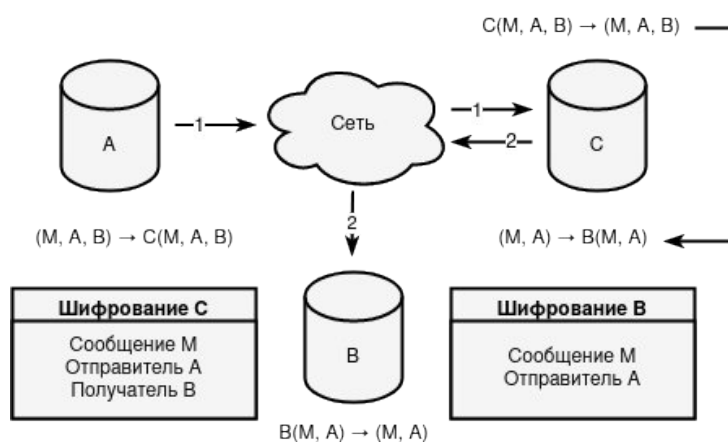 C(M, A, B) → (M, A, B)
A
1
Сеть
1
2
C
2
(M, A, B) → C(M, A, B)
(M, A) → B(M, A)
Шифрование C
Сообщение M
Отправитель A
Получатель B
B
Шифрование B
Сообщение M
Отправитель A
B(M, A) → (M, A)